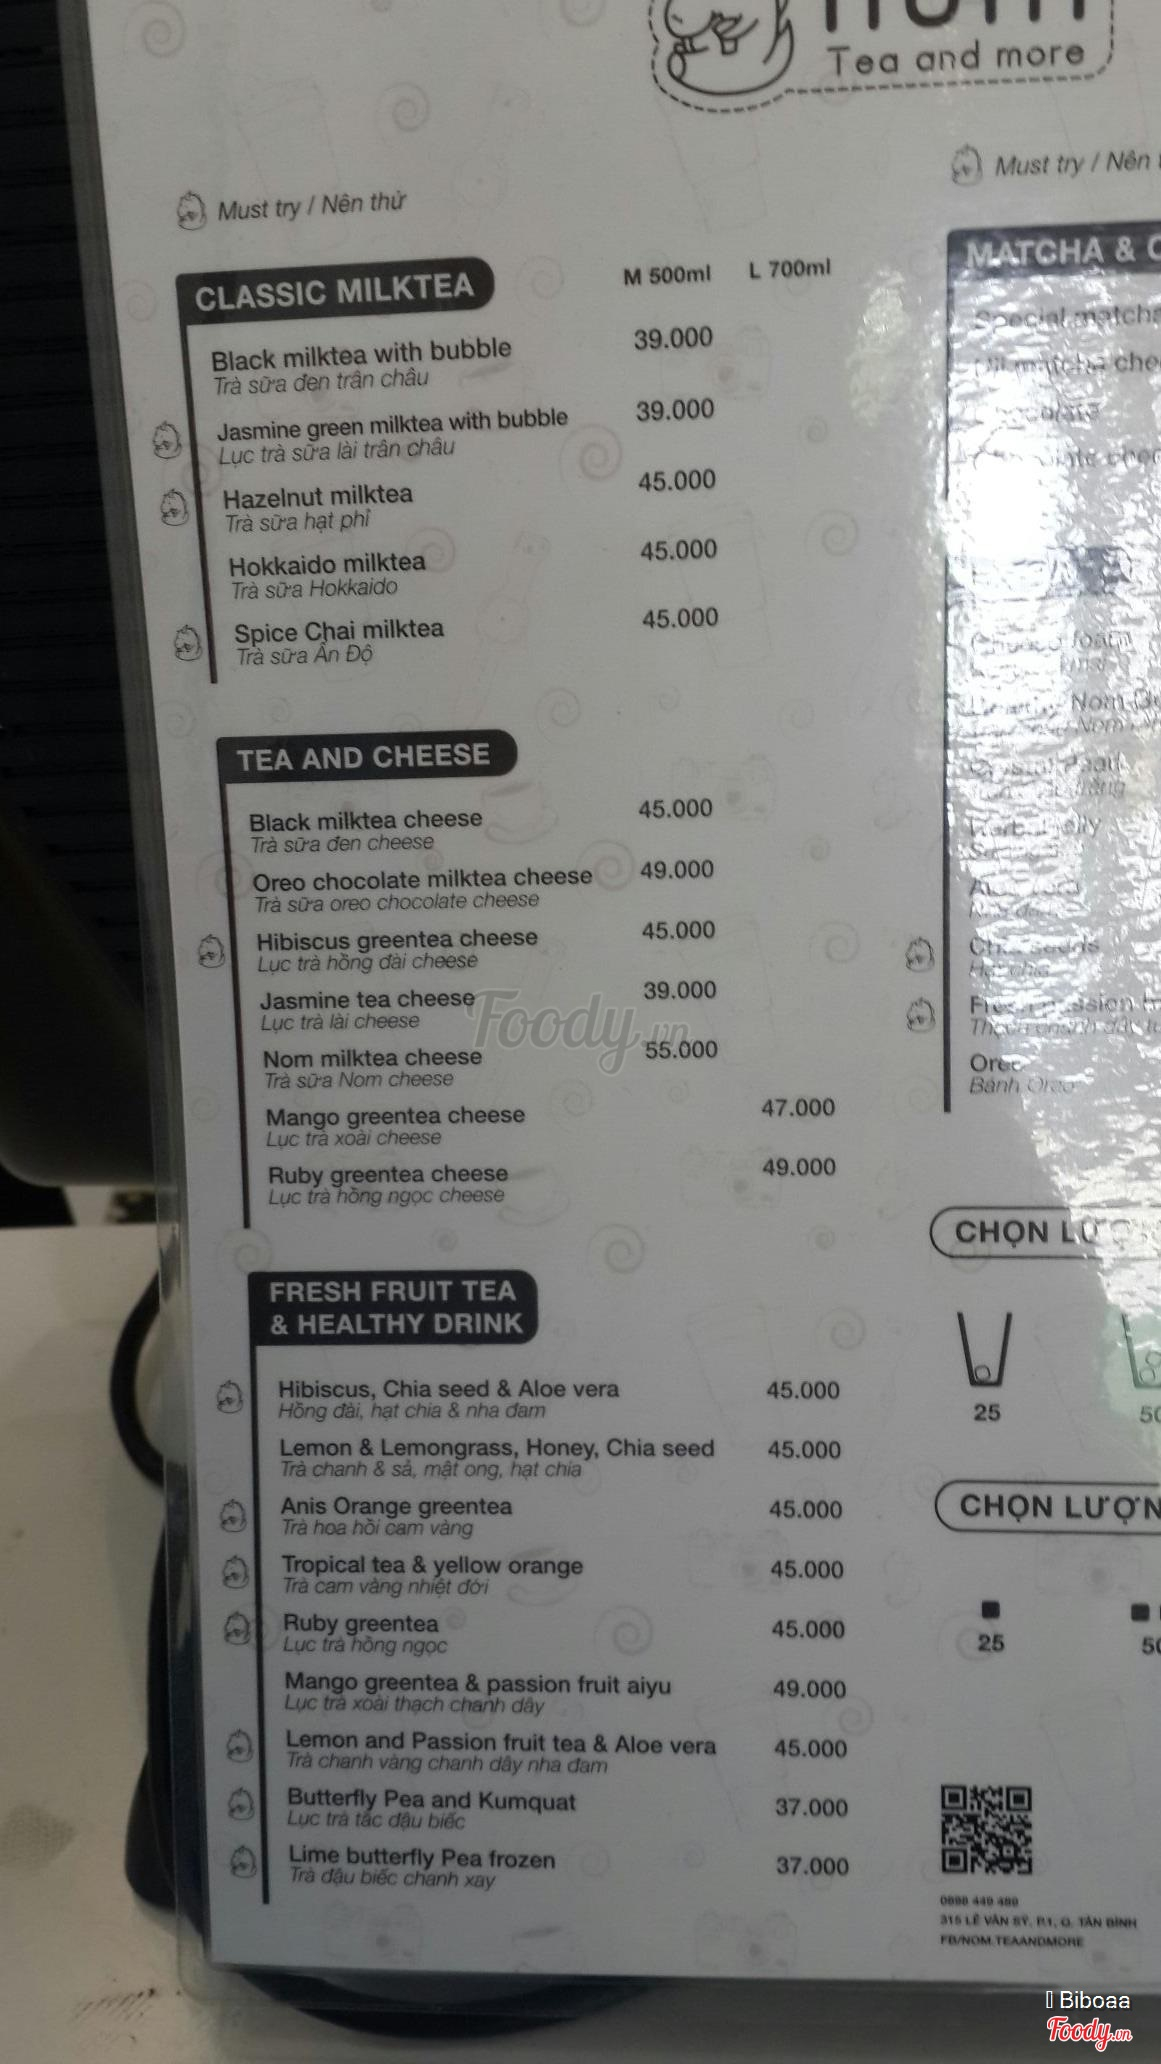 Tea and more
Must try / Nên thử
Must try / Nên
CLASSIC MILKTEA
M 500ml L 700ml
Black milktea with bubble 39.000
Trà sữa đen trân châu
Jasmine green milktea with bubble 39.000
Lục trà sữa lài trân châu
Hazelnut milktea 45.000
Trà sữa hạt phỉ
Hokkaido milktea 45.000
Trà sữa Hokkaido
Spice Chai milktea 45.000
Trà sữa Ấn Độ
TEA AND CHEESE
Black milktea cheese 45.000
Trà sữa đen cheese
Oreo chocolate milktea cheese 49.000
Trà sữa oreo chocolate cheese
Hibiscus greentea cheese 45.000
Lục trà hồng đài cheese
Jasmine tea cheese 39.000
Lục trà lài cheese
Nom milktea cheese 55.000
Trà sữa Nom cheese
Mango greentea cheese 47.000
Lục trà xoài cheese
Ruby greentea cheese 49.000
Lục trà hồng ngọc cheese
FRESH FRUIT TEA
& HEALTHY DRINK
Hibiscus, Chia seed & Aloe vera 45.000
Hồng đài, hạt chia & nha đam
Lemon & Lemongrass, Honey, Chia seed 45.000
Trà chanh & sả, mật ong, hạt chia
Anis Orange greentea 45.000
Trà hoa hồi cam vàng
Tropical tea & yellow orange 45.000
Trà cam vàng nhiệt đới
Ruby greentea 45.000
Lục trà hồng ngọc
Mango greentea & passion fruit aiyu 49.000
Lục trà xoài thạch chanh dây
Lemon and Passion fruit tea & Aloe vera 45.000
Trà chanh vàng chanh dây nha đam
Butterfly Pea and Kumquat 37.000
Lục trà tắc đậu biếc
Lime butterfly Pea frozen 37.000
Trà đậu biếc chanh xay
MATCHA &
Special matcha
Oreo
Bánh Oreo
CHỌN
25
50
CHỌN LƯỢN
25
50
0898 449 489
315 LÊ VĂN SỸ, P.1, Q. TÂN BÌNH
FB/NOM.TEAANDMORE
Foody.vn
Biboaa
Foody.vn